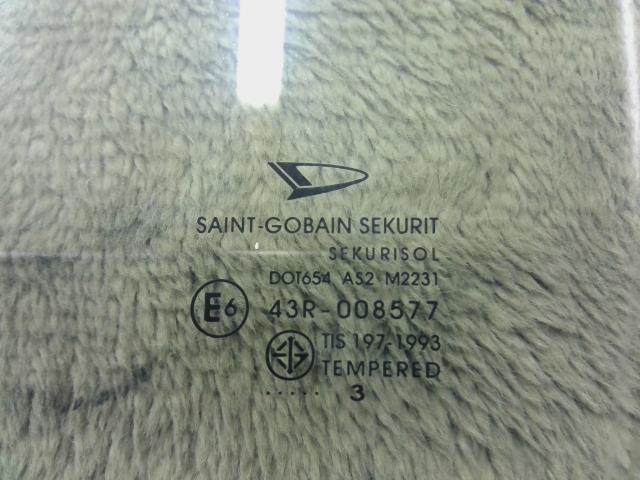 SAINT-GOBAIN SEKURIT
SEKURISOL
DOT654 AS2 M2231
E6 43R-008577
TIS 197-1993
TEMPERED
..... 3